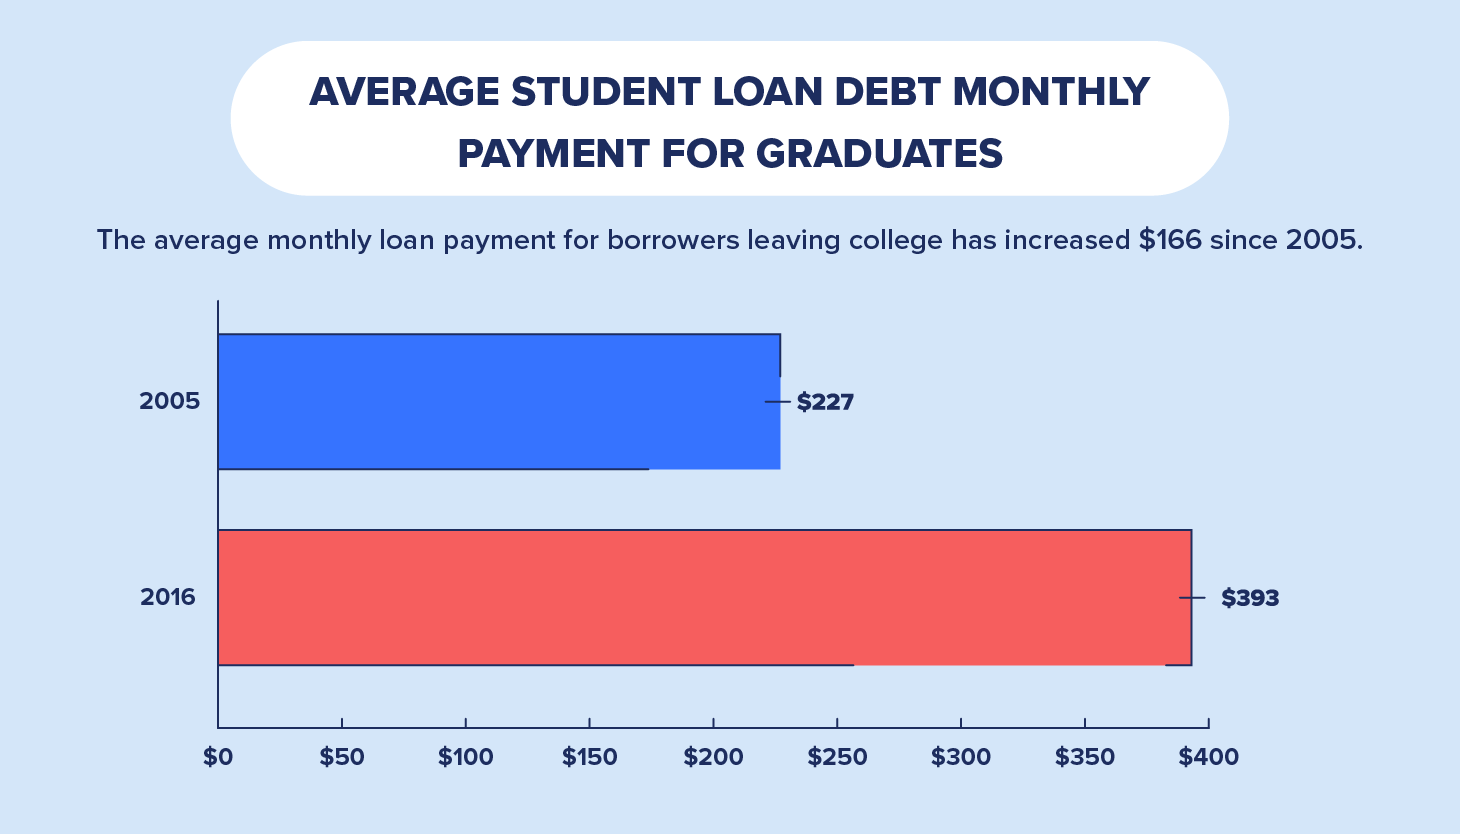 AVERAGE STUDENT LOAN DEBT MONTHLY
PAYMENT FOR GRADUATES
The average monthly loan payment for borrowers leaving college has increased $166 since 2005.
2005
$227
2016
$393
$0 $50 $100 $150 $200 $250 $300 $350 $400